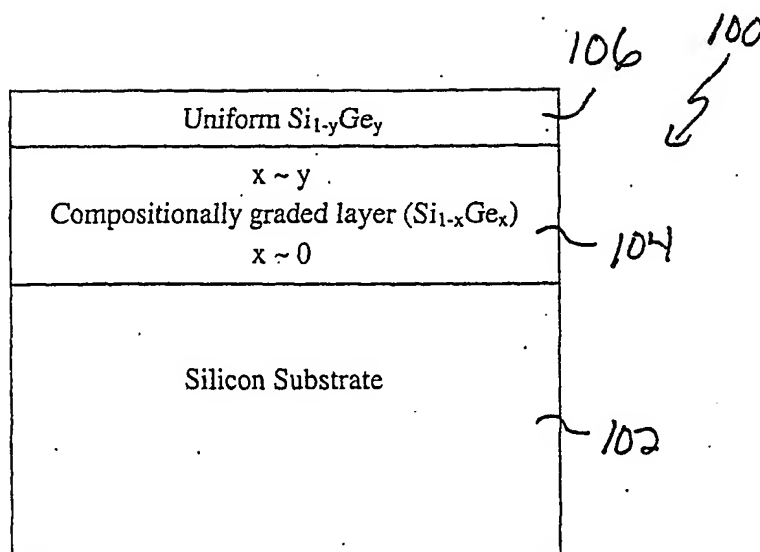 100
106
Uniform Si₁₋yGey
x ~ y
Compositionally graded layer (Si₁₋ₓGeₓ)
104
x ~ 0
Silicon Substrate
102